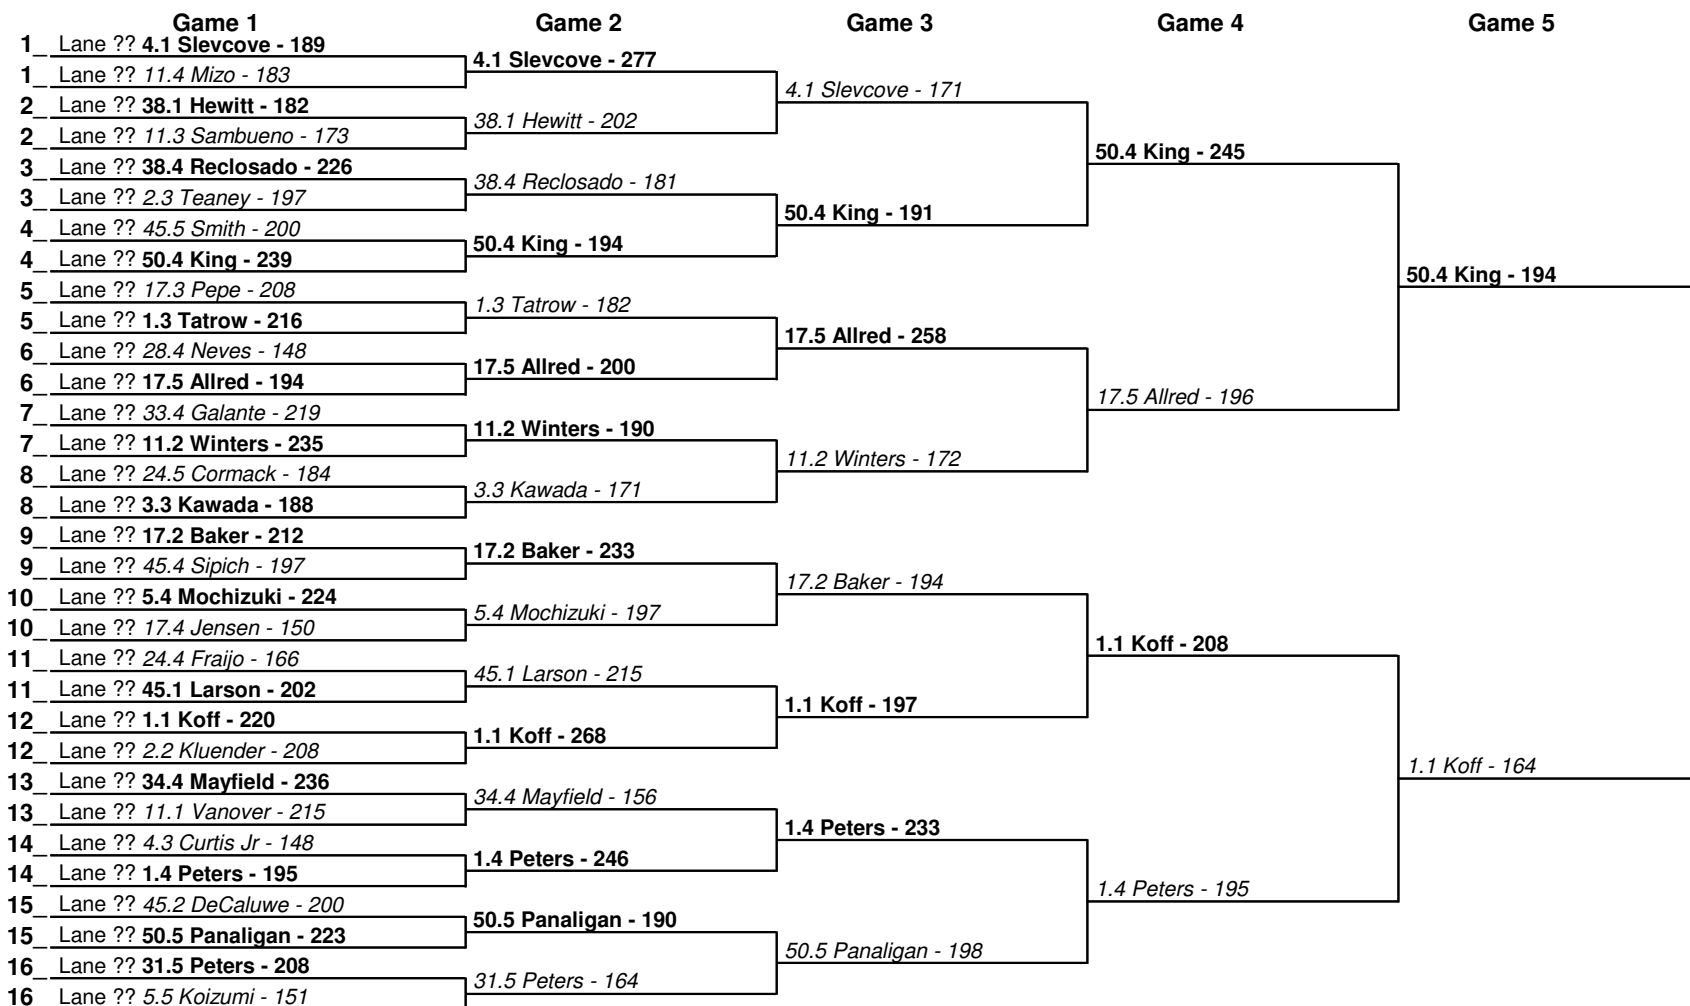 Game 1 Game 2 Game 3 Game 4 Game 5
1_ Lane ?? 4.1 Slevcove - 189
1_ Lane ?? 11.4 Mizo - 183
2_ Lane ?? 38.1 Hewitt - 182
2_ Lane ?? 11.3 Sambueno - 173
3_ Lane ?? 38.4 Reclosado - 226
3_ Lane ?? 2.3 Teaney - 197
4_ Lane ?? 45.5 Smith - 200
4_ Lane ?? 50.4 King - 239
5_ Lane ?? 17.3 Pepe - 208
5_ Lane ?? 1.3 Tatrow - 216
6_ Lane ?? 28.4 Neves - 148
6_ Lane ?? 17.5 Allred - 194
7_ Lane ?? 33.4 Galante - 219
7_ Lane ?? 11.2 Winters - 235
8_ Lane ?? 24.5 Cormack - 184
8_ Lane ?? 3.3 Kawada - 188
9_ Lane ?? 17.2 Baker - 212
9_ Lane ?? 45.4 Sipich - 197
10_ Lane ?? 5.4 Mochizuki - 224
10_ Lane ?? 17.4 Jensen - 150
11_ Lane ?? 24.4 Fraijo - 166
11_ Lane ?? 45.1 Larson - 202
12_ Lane ?? 1.1 Koff - 220
12_ Lane ?? 2.2 Kluender - 208
13_ Lane ?? 34.4 Mayfield - 236
13_ Lane ?? 11.1 Vanover - 215
14_ Lane ?? 4.3 Curtis Jr - 148
14_ Lane ?? 1.4 Peters - 195
15_ Lane ?? 45.2 DeCaluwe - 200
15_ Lane ?? 50.5 Panaligan - 223
16_ Lane ?? 31.5 Peters - 208
16 Lane ?? 5.5 Koizumi - 151
4.1 Slevcove - 277
38.1 Hewitt - 202
38.4 Reclosado - 181
50.4 King - 194
1.3 Tatrow - 182
17.5 Allred - 200
11.2 Winters - 190
3.3 Kawada - 171
17.2 Baker - 233
5.4 Mochizuki - 197
45.1 Larson - 215
1.1 Koff - 268
34.4 Mayfield - 156
1.4 Peters - 246
50.5 Panaligan - 190
31.5 Peters - 164
4.1 Slevcove - 171
50.4 King - 191
17.5 Allred - 258
11.2 Winters - 172
17.2 Baker - 194
1.1 Koff - 197
1.4 Peters - 233
50.5 Panaligan - 198
50.4 King - 245
17.5 Allred - 196
1.1 Koff - 208
1.4 Peters - 195
50.4 King - 194
1.1 Koff - 164